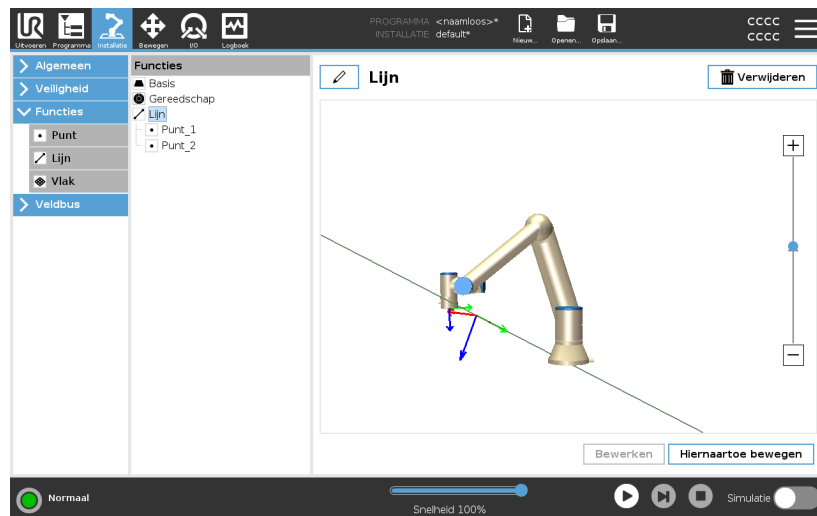 PROGRAMMA <naamloos>*
INSTALLATIE default*
CCCC
CCCC
Uitvoeren Programma Installatie Bewegen I/O Logboek
Nieuw... Openen... Opslaan...
Algemeen
Veiligheid
Functies
Punt
Lijn
Vlak
Veldbus
Functies
Basis
Gereedschap
Lijn
Punt_1
Punt_2
Lijn
Verwijderen
Bewerken
Hiernaartoe bewegen
Normaal
Snelheid 100%
Simulatie